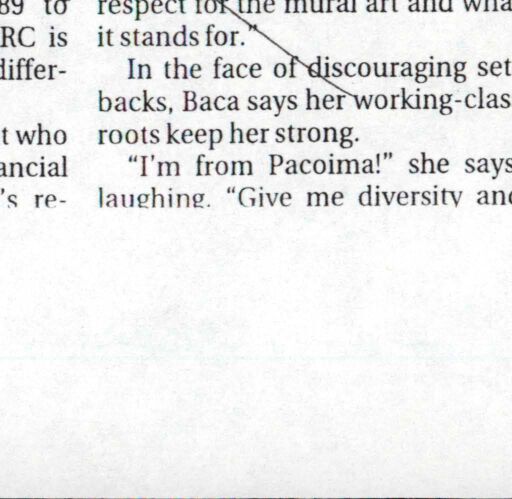 89 to
RC is
differ-
t who
ancial
's re-
respect for the mural art and wha
it stands for."
In the face of discouraging set
backs, Baca says her working-clas
roots keep her strong.
"I'm from Pacoima!" she says
laughing. "Give me diversity and